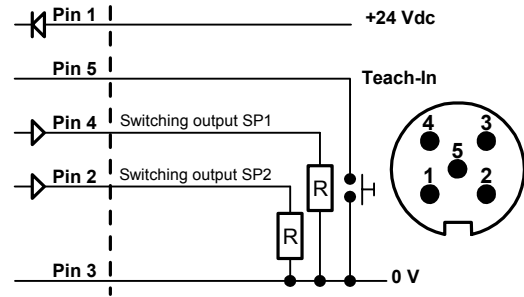 Pin 1 +24 Vdc
Pin 5 Teach-In
Pin 4 Switching output SP1
R
Pin 2 Switching output SP2
R
Pin 3 0 V
4 3
5
1 2